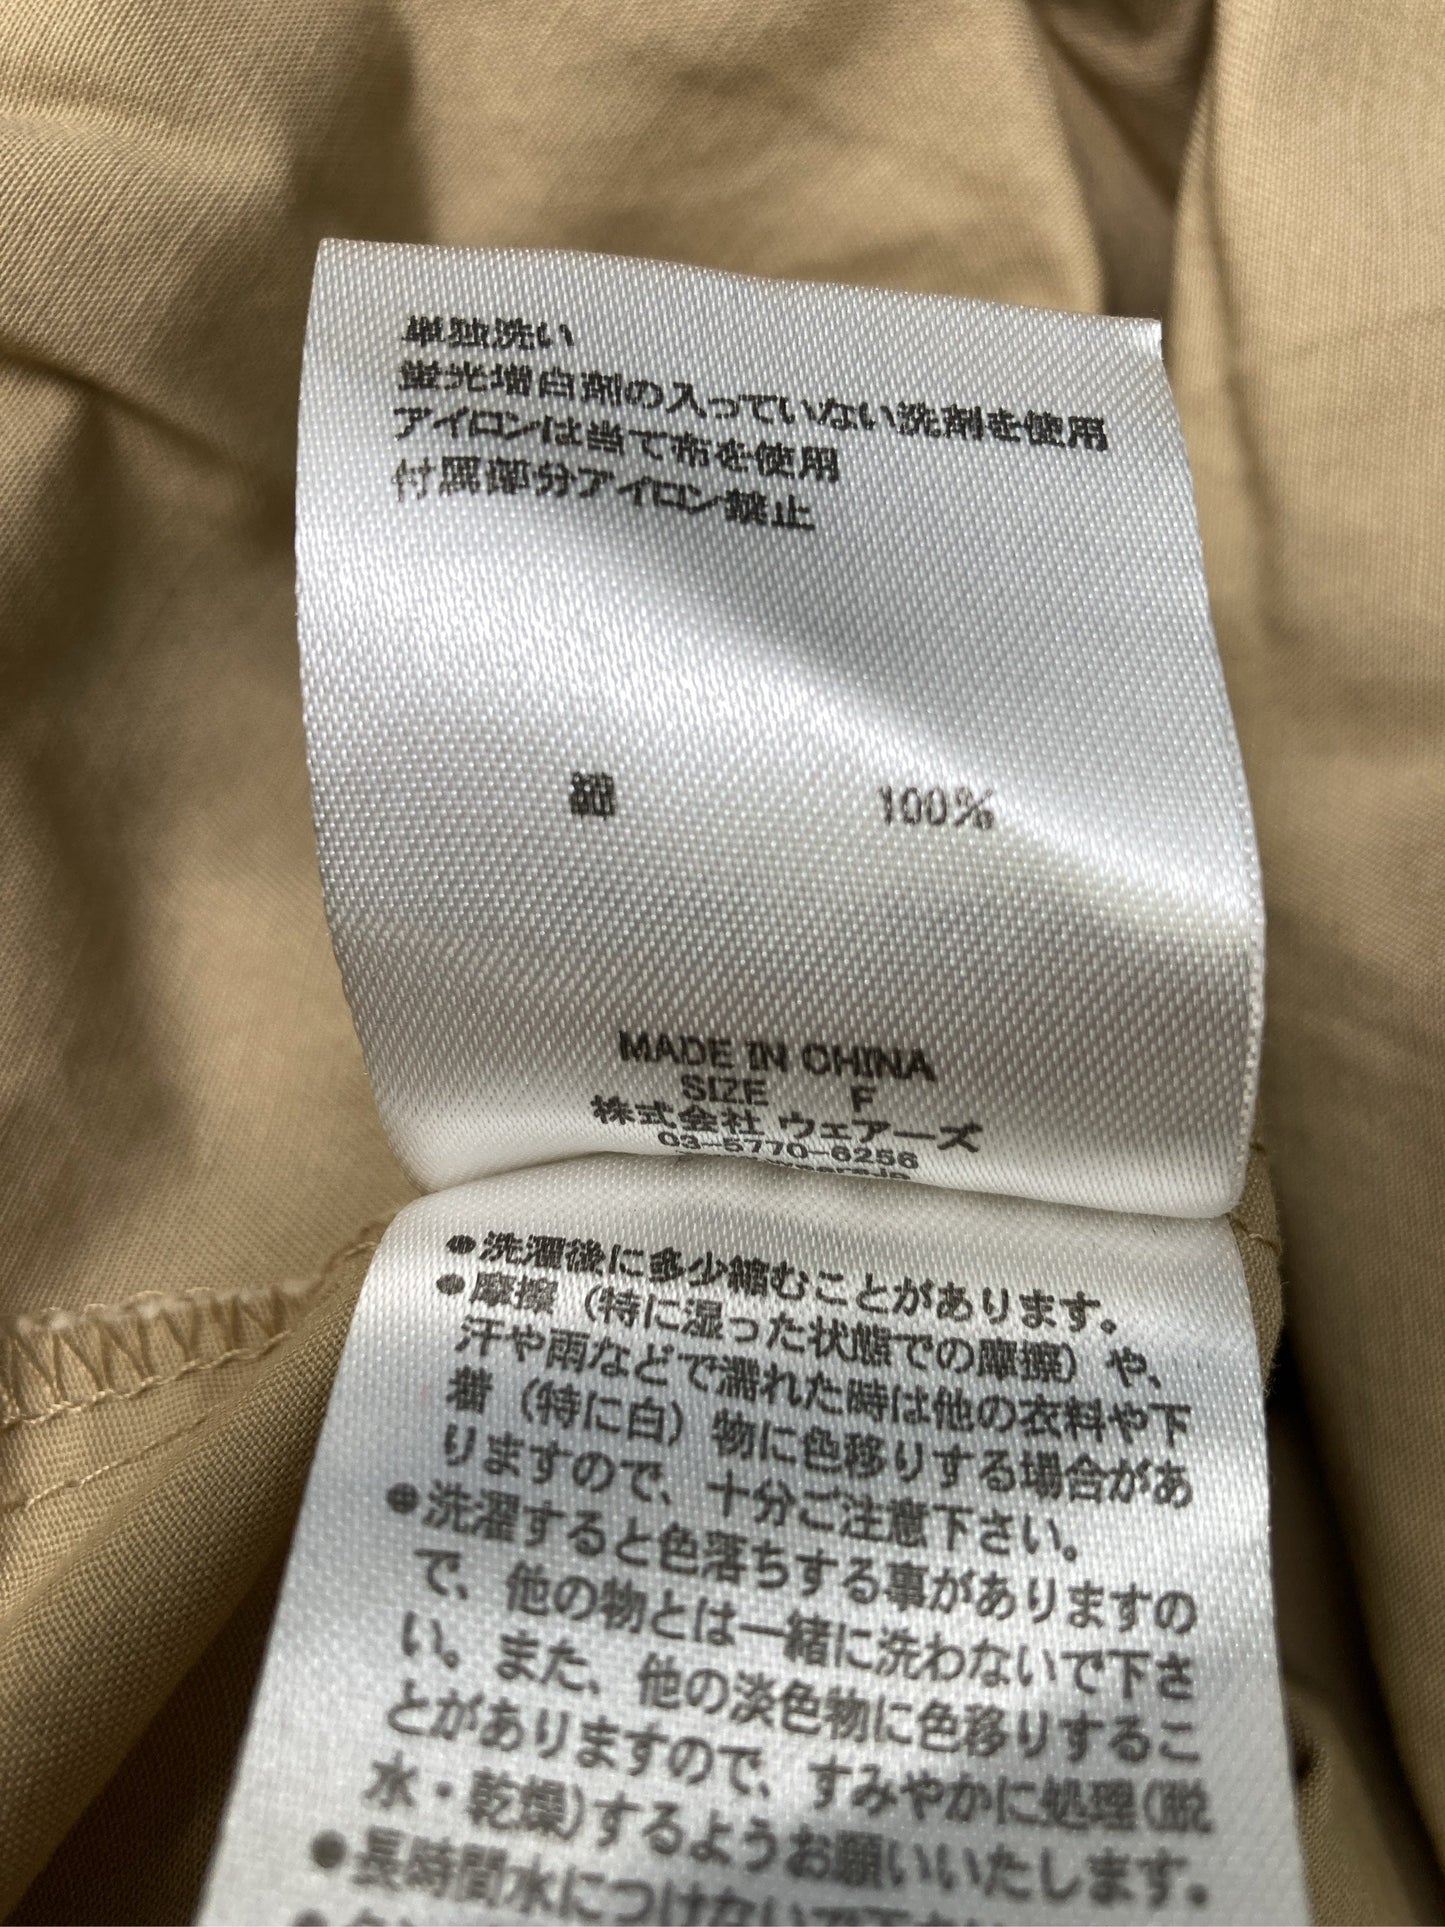 単独洗い
蛍光増白剤の入っていない洗剤を使用
アイロンは当て布を使用
付属部分アイロン禁止
綿 100%
MADE IN CHINA
SIZE F
株式会社 ウェアーズ
03-5770-6256
●洗濯後に多少縮むことがあります。
●摩擦（特に湿った状態での摩擦）や、
汗や雨などで濡れた時は他の衣料や下
着（特に白）物に色移りする場合があ
りますので、十分ご注意下さい。
●洗濯すると色落ちする事がありますの
で、他の物とは一緒に洗わないで下さ
い。また、他の淡色物に色移りするこ
とがありますので、すみやかに処理(脱
水・乾燥)するようお願いいたします。
●長時間水につけないで下さい